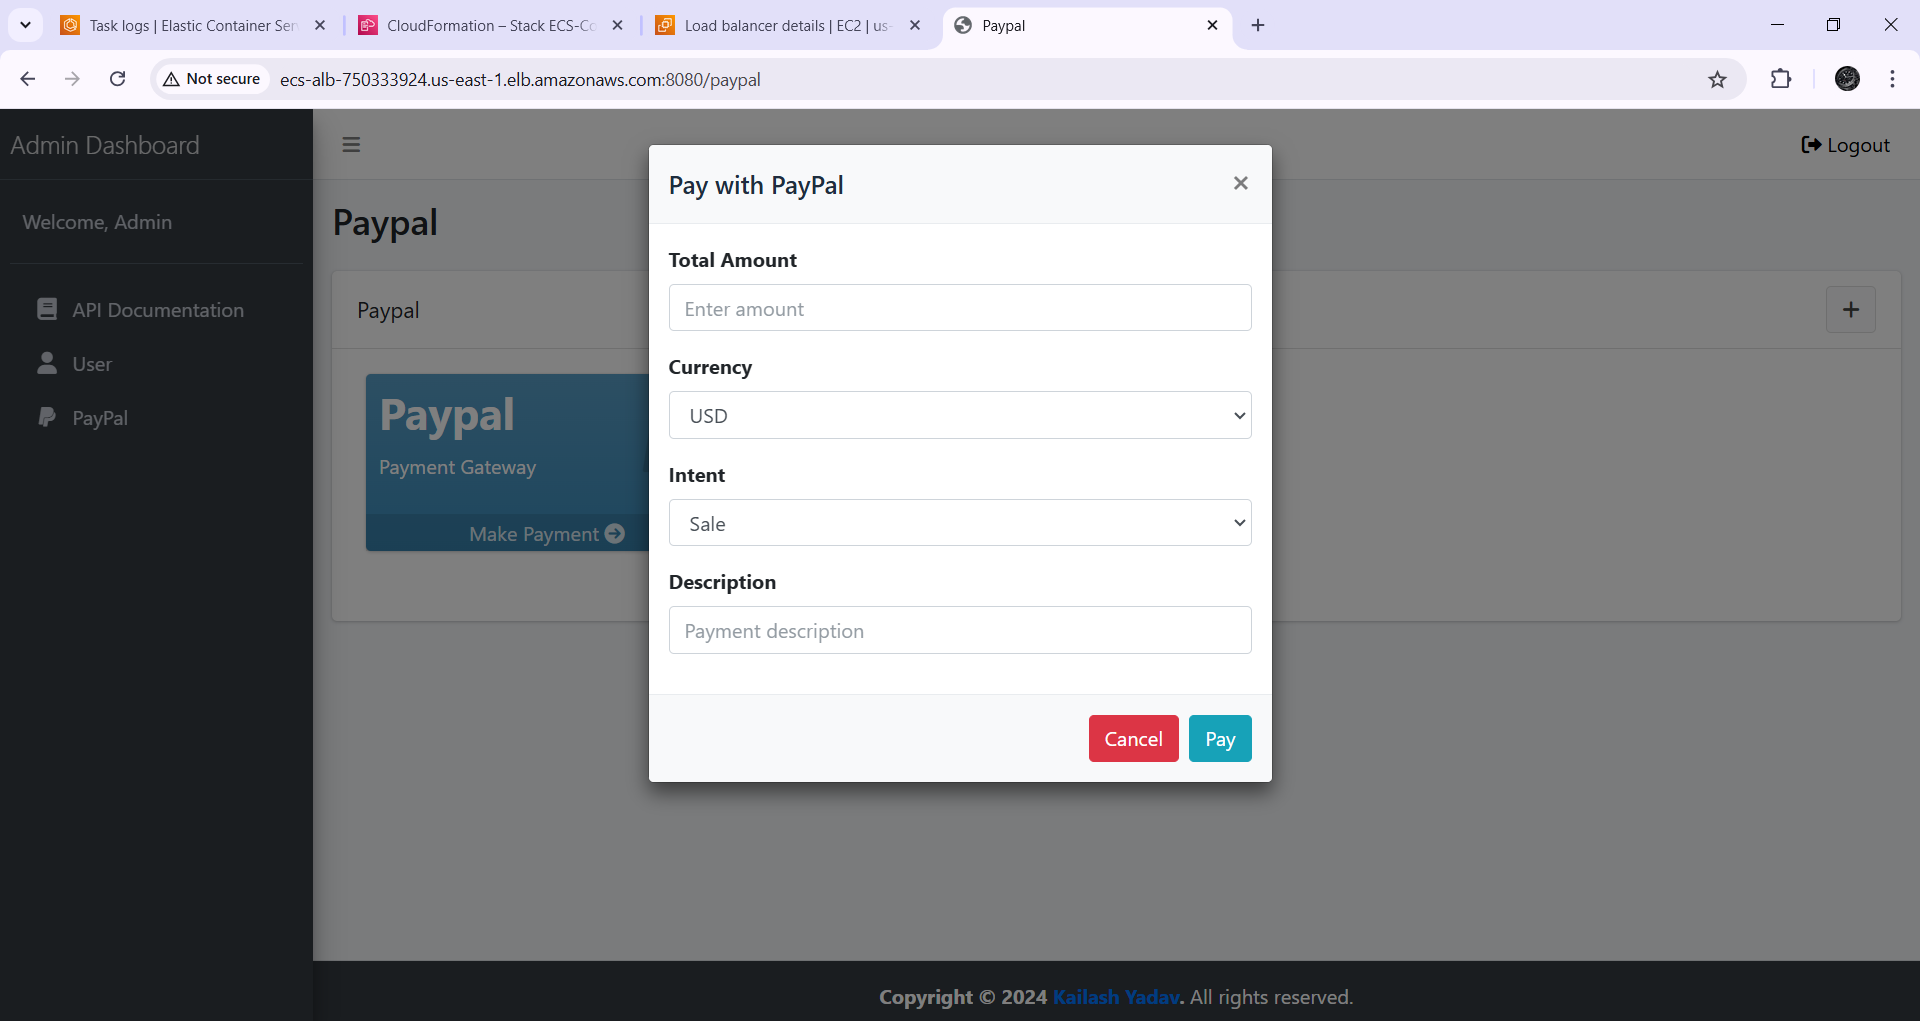 Task logs | Elastic Container Ser
CloudFormation – Stack ECS-Co
Load balancer details | EC2 | us-
Paypal
Not secure
ecs-alb-750333924.us-east-1.elb.amazonaws.com:8080/paypal
Admin Dashboard
Logout
Welcome, Admin
API Documentation
User
PayPal
Paypal
Paypal
Paypal
Payment Gateway
Make Payment
Pay with PayPal
Total Amount
Enter amount
Currency
USD
Intent
Sale
Description
Payment description
Cancel
Pay
Copyright © 2024 Kailash Yadav. All rights reserved.